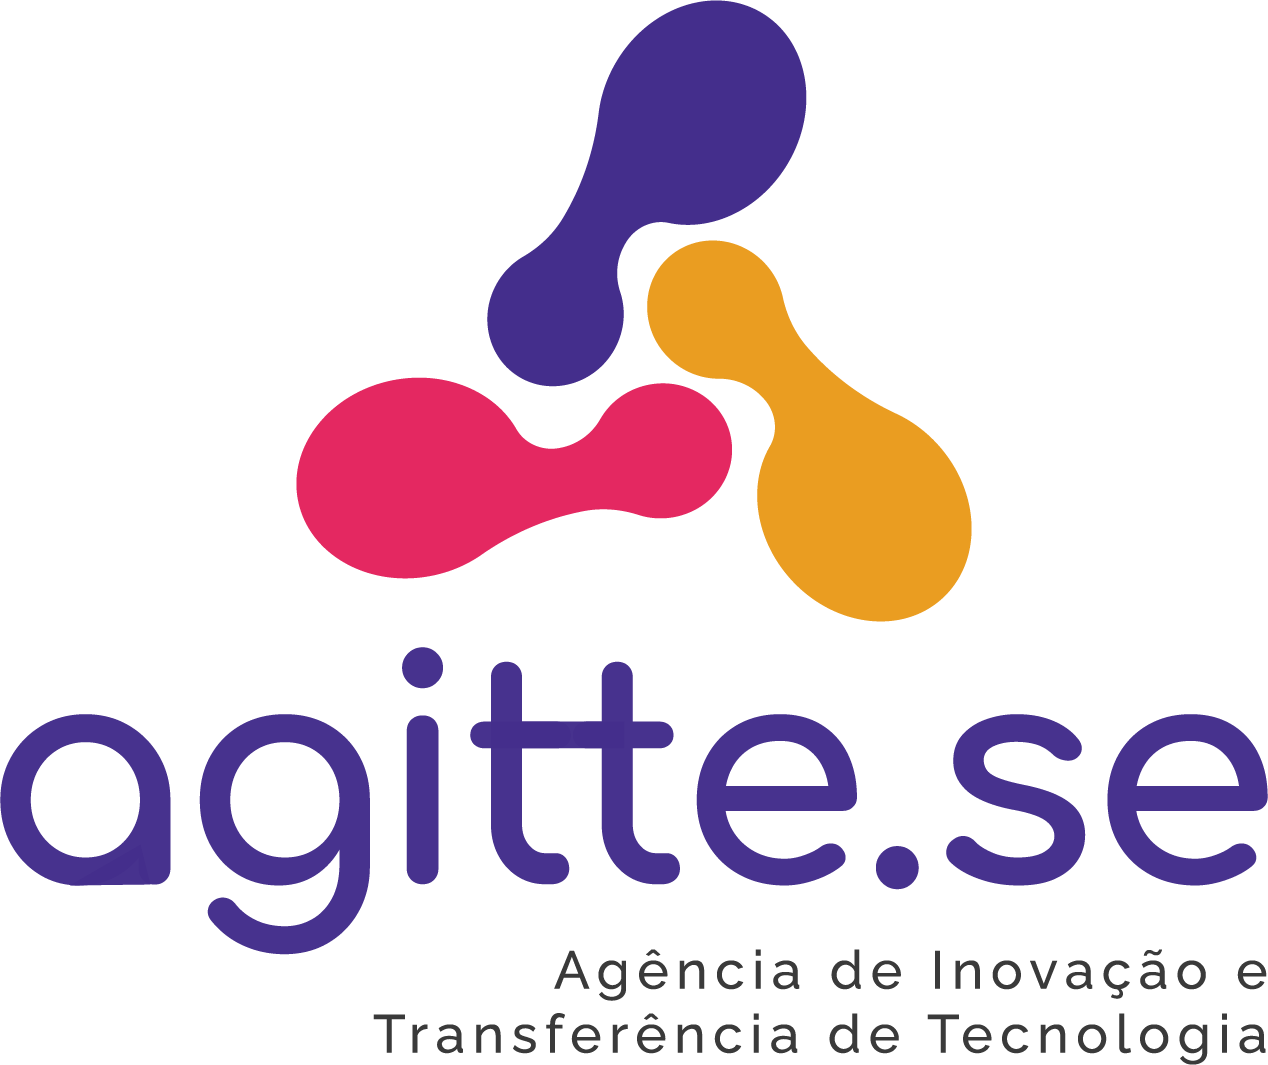 agitte.se
Agência de Inovação e
Transferência de Tecnologia